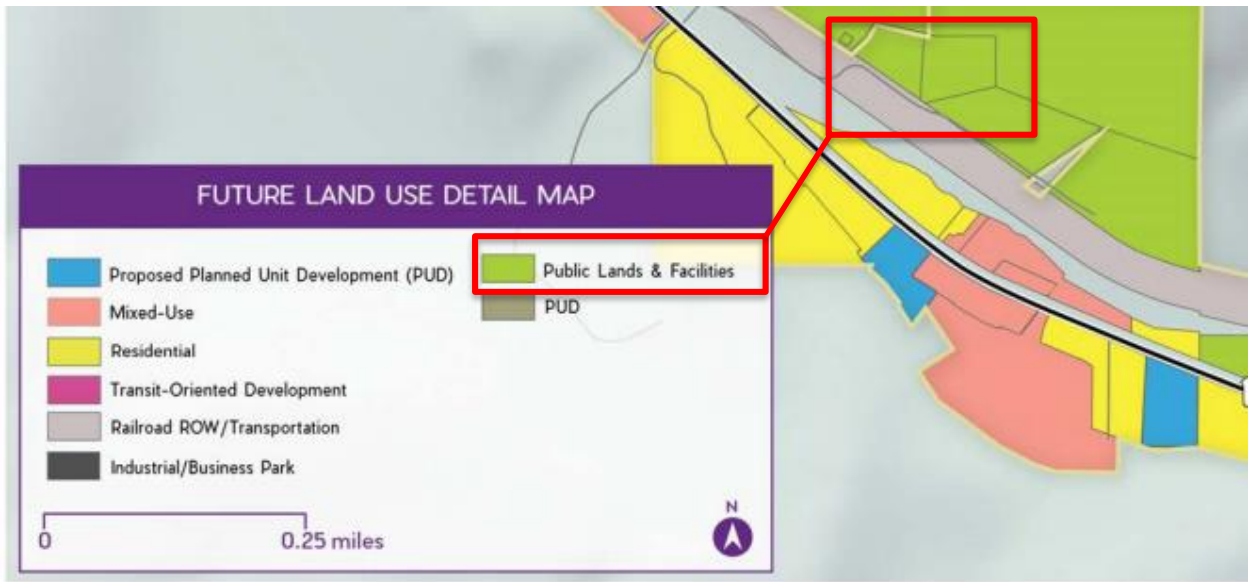 FUTURE LAND USE DETAIL MAP
Proposed Planned Unit Development (PUD)
Mixed-Use
Residential
Transit-Oriented Development
Railroad ROW/Transportation
Industrial/Business Park
Public Lands & Facilities
PUD
0 0.25 miles
N